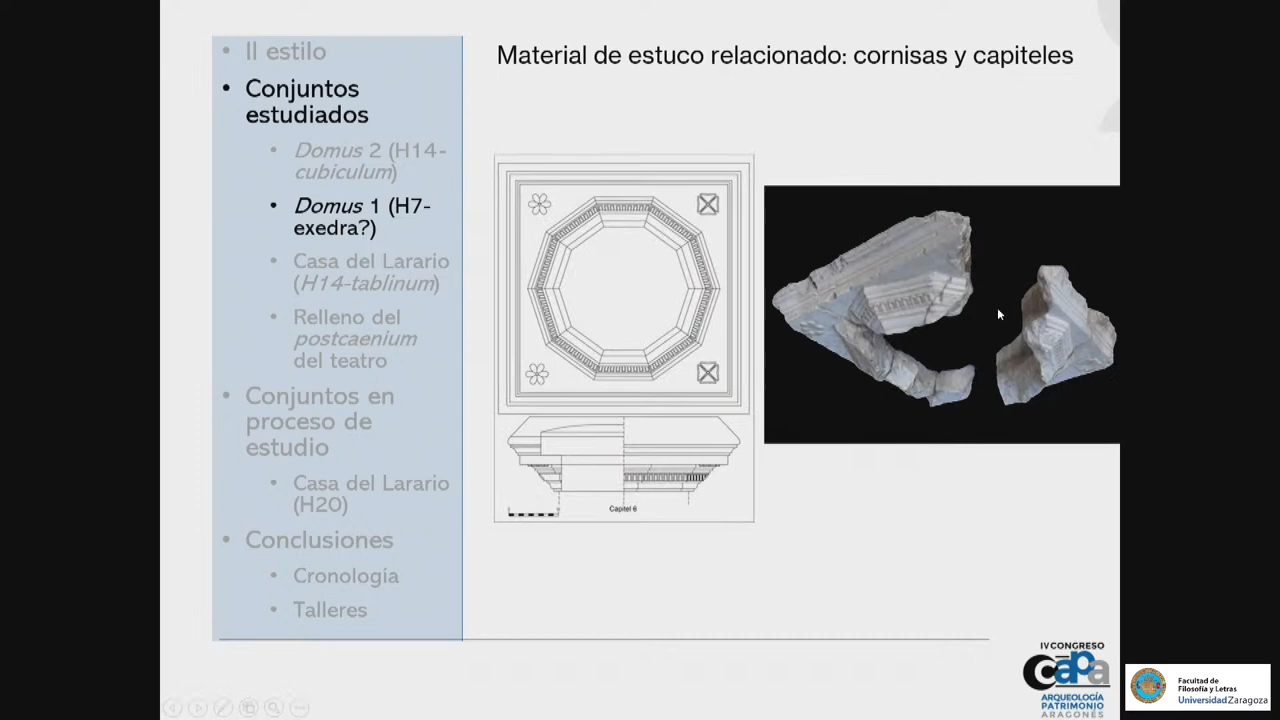 • II estilo
• Conjuntos
estudiados
• Domus 2 (H14-
cubiculum)
• Domus 1 (H7-
exedra?)
• Casa del Larario
(H14-tablinum)
• Relleno del
postcaenium
del teatro
• Conjuntos en
proceso de
estudio
• Casa del Larario
(H20)
• Conclusiones
• Cronología
• Talleres
Material de estuco relacionado: cornisas y capiteles
Capitel 6
IV CONGRESO
capa
ARQUEOLOGÍA
PATRIMONIO
ARAGONÉS
Facultad de
Filosofía y Letras
Universidad Zaragoza